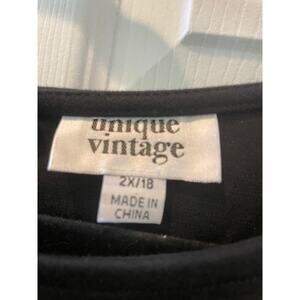 unique
vintage
2X/18
MADE IN
CHINA